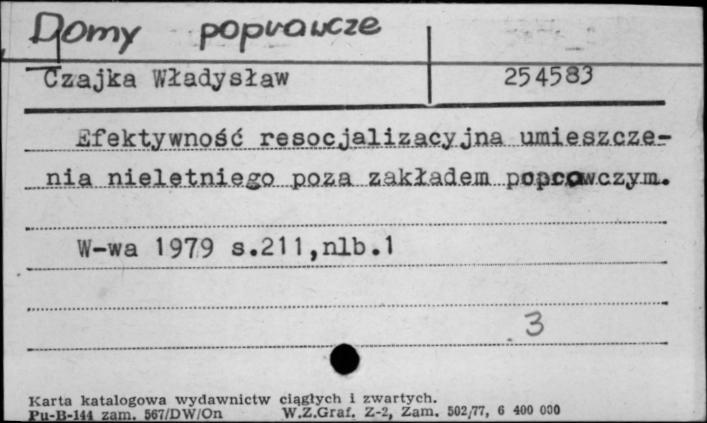 Domy poprawcze
Czajka Władysław 254583
Efektywność resocjalizacyjna umieszcze-
nia nieletniego poza zakładem poprawczym.
W-wa 1979 s.211,nlb.1
3
Karta katalogowa wydawnictw ciągłych i zwartych.
Pu-B-144 zam. 567/DW/On W.Z.Graf. Z-2, Zam. 502/77, 6 400 000